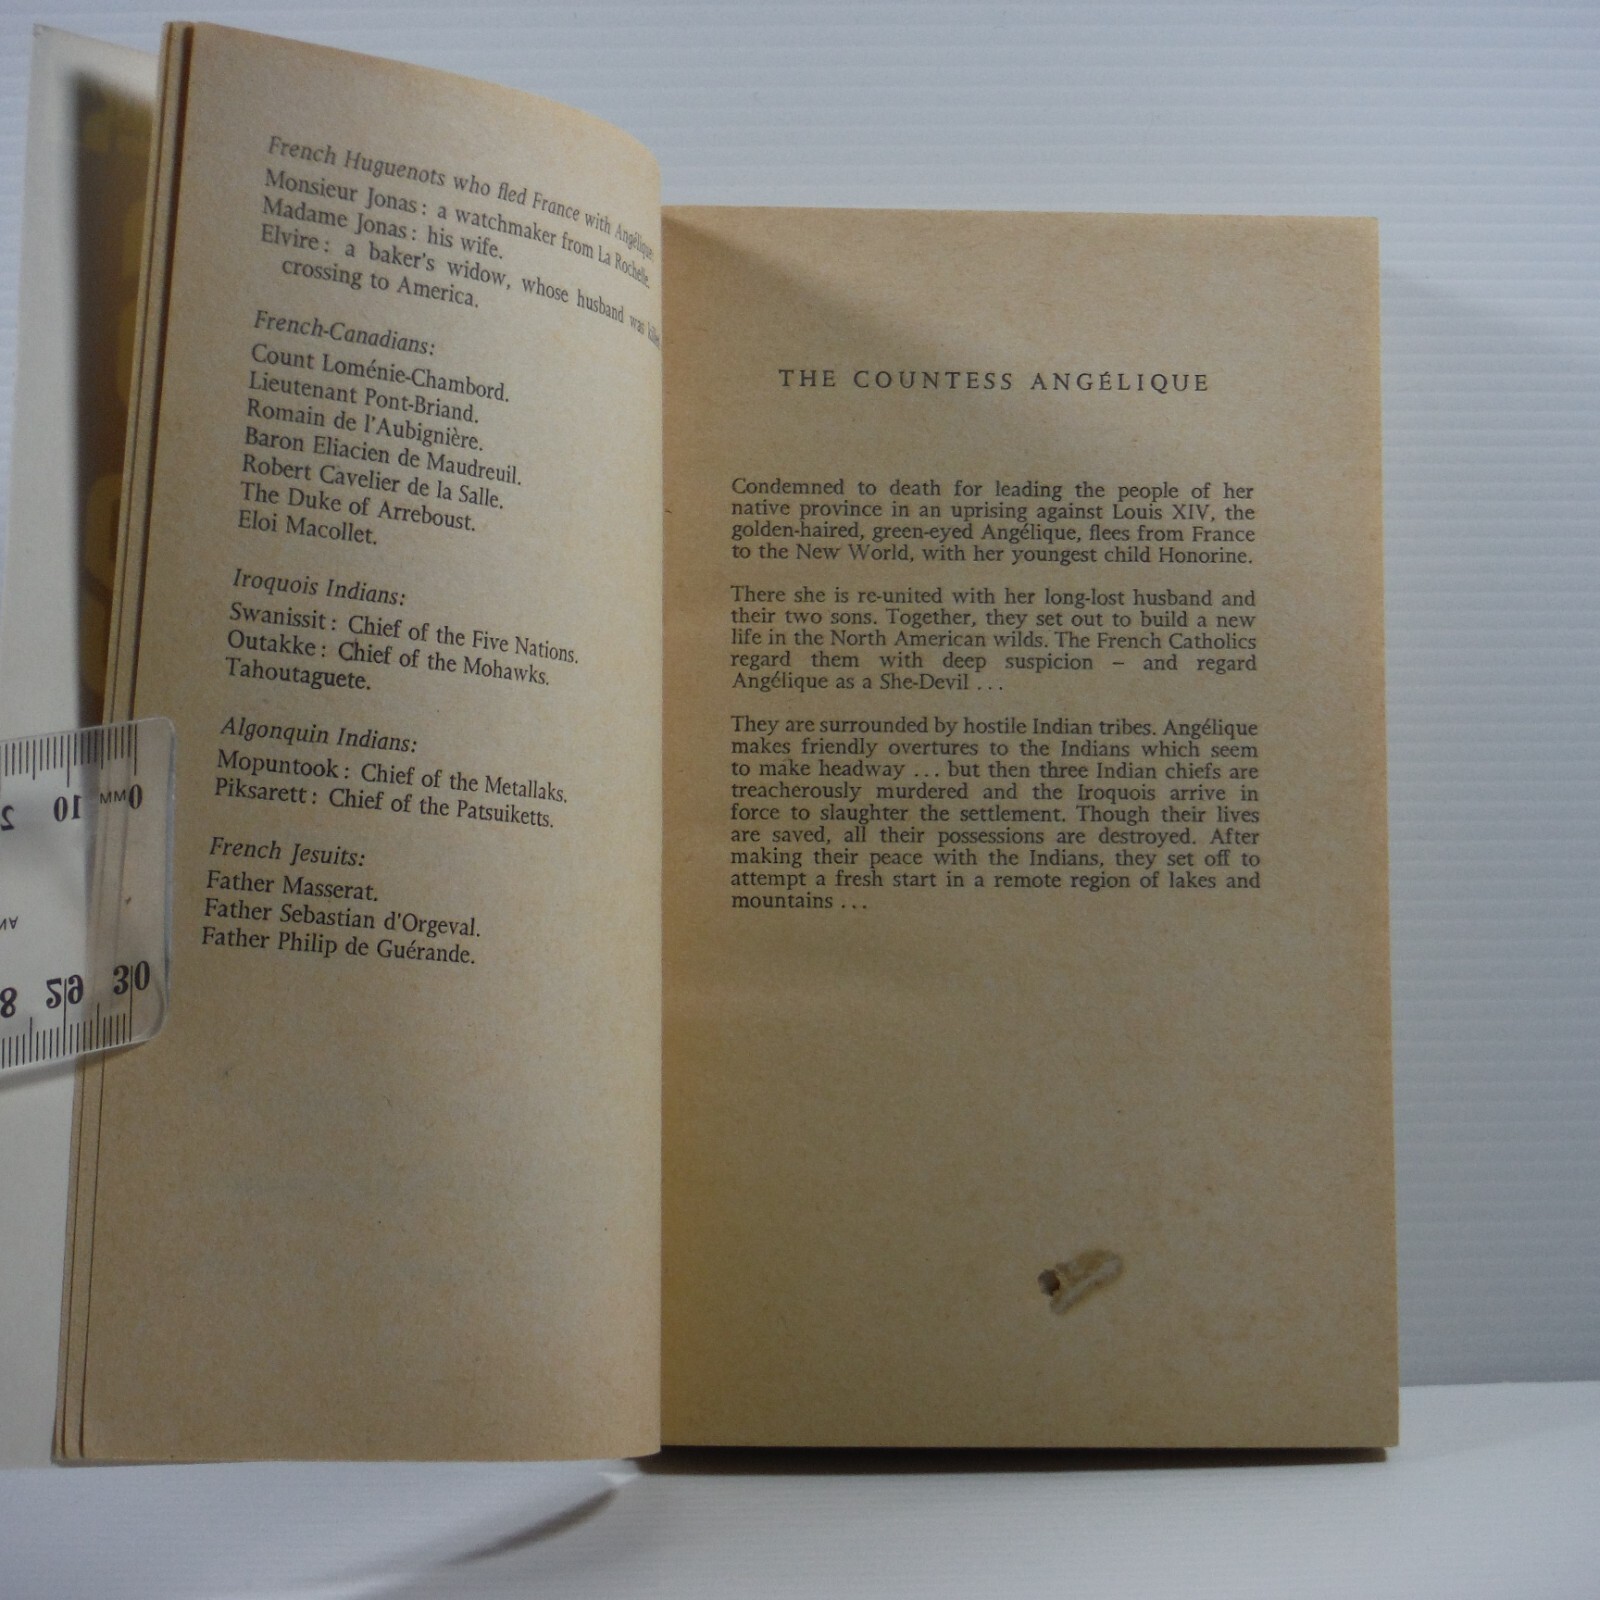 French Huguenots who fled France with Angélique:
Monsieur Jonas: a watchmaker from La Rochelle.
Madame Jonas: his wife.
Elvire: a baker's widow, whose husband was
crossing to America.
French-Canadians:
Count Loménie-Chambord.
Lieutenant Pont-Briand.
Romain de l'Aubignière.
Baron Eliacien de Maudreuil.
Robert Cavelier de la Salle.
The Duke of Arreboust.
Eloi Macollet.
Iroquois Indians:
Swanissit: Chief of the Five Nations.
Outakke: Chief of the Mohawks.
Tahoutaguete.
Algonquin Indians:
Mopuntook: Chief of the Metallaks.
Piksarett: Chief of the Patsuiketts.
French Jesuits:
Father Masserat.
Father Sebastian d'Orgeval.
Father Philip de Guérande.
THE COUNTESS ANGÉLIQUE
Condemned to death for leading the people of her
native province in an uprising against Louis XIV, the
golden-haired, green-eyed Angélique, flees from France
to the New World, with her youngest child Honorine.
There she is re-united with her long-lost husband and
their two sons. Together, they set out to build a new
life in the North American wilds. The French Catholics
regard them with deep suspicion – and regard
Angélique as a She-Devil ...
They are surrounded by hostile Indian tribes. Angélique
makes friendly overtures to the Indians which seem
to make headway ... but then three Indian chiefs are
treacherously murdered and the Iroquois arrive in
force to slaughter the settlement. Though their lives
are saved, all their possessions are destroyed. After
making their peace with the Indians, they set off to
attempt a fresh start in a remote region of lakes and
mountains ...
10 MM 0
29 30